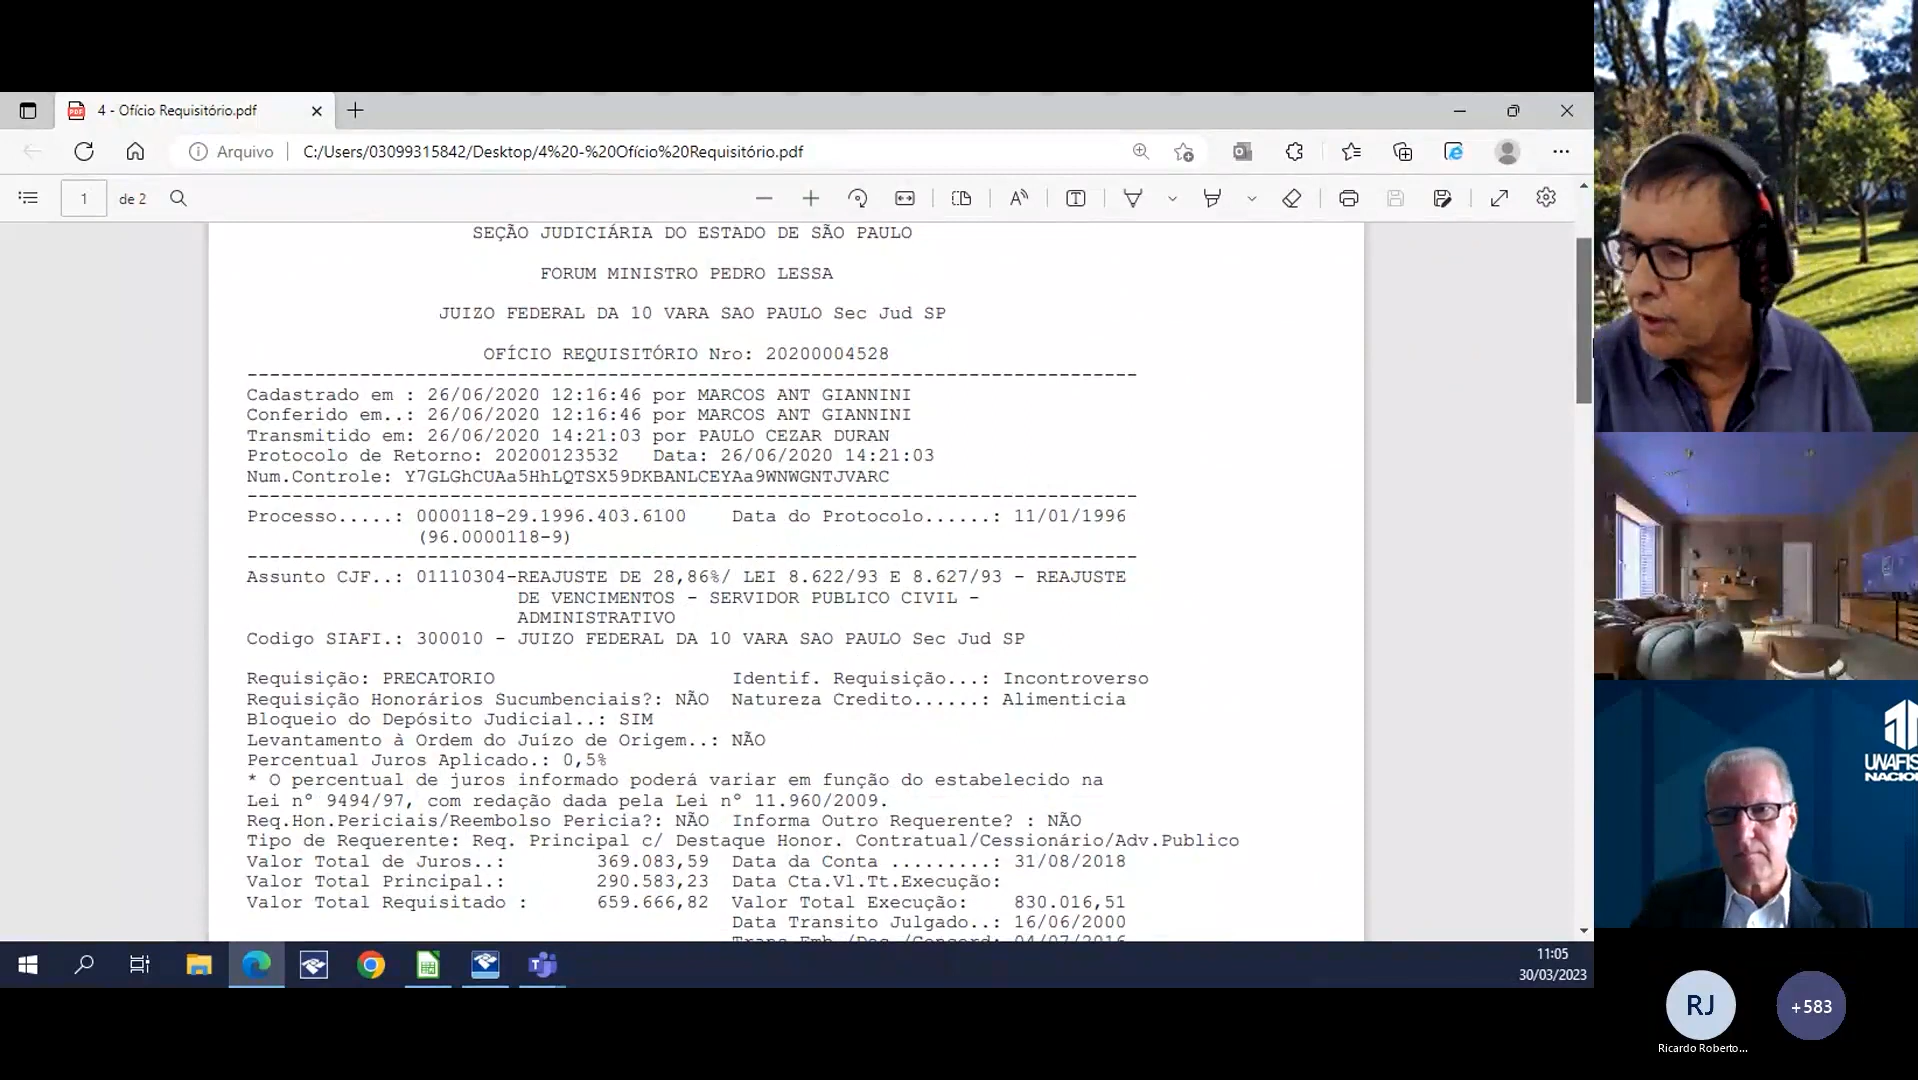 4 - Ofício Requisitório.pdf
Arquivo
C:/Users/03099315842/Desktop/4%20-%20Ofício%20Requisitório.pdf
1 de 2
SEÇÃO JUDICIÁRIA DO ESTADO DE SÃO PAULO
FORUM MINISTRO PEDRO LESSA
JUIZO FEDERAL DA 10 VARA SAO PAULO Sec Jud SP
OFÍCIO REQUISITÓRIO Nro: 20200004528
-------------------------------------------------------------------------------
Cadastrado em : 26/06/2020 12:16:46 por MARCOS ANT GIANNINI
Conferido em..: 26/06/2020 12:16:46 por MARCOS ANT GIANNINI
Transmitido em: 26/06/2020 14:21:03 por PAULO CEZAR DURAN
Protocolo de Retorno: 20200123532 Data: 26/06/2020 14:21:03
Num.Controle: Y7GLGhCUAa5HhLQTSX59DKBANLCEYAa9WNWGNTJVARC
-------------------------------------------------------------------------------
Processo.....: 0000118-29.1996.403.6100 Data do Protocolo......: 11/01/1996
(96.0000118-9)
-------------------------------------------------------------------------------
Assunto CJF..: 01110304-REAJUSTE DE 28,86%/ LEI 8.622/93 E 8.627/93 - REAJUSTE
DE VENCIMENTOS - SERVIDOR PUBLICO CIVIL -
ADMINISTRATIVO
Codigo SIAFI.: 300010 - JUIZO FEDERAL DA 10 VARA SAO PAULO Sec Jud SP
Requisição: PRECATORIO Identif. Requisição...: Incontroverso
Requisição Honorários Sucumbenciais?: NÃO Natureza Credito......: Alimenticia
Bloqueio do Depósito Judicial..: SIM
Levantamento à Ordem do Juízo de Origem..: NÃO
Percentual Juros Aplicado.: 0,5%
* O percentual de juros informado poderá variar em função do estabelecido na
Lei nº 9494/97, com redação dada pela Lei nº 11.960/2009.
Req.Hon.Periciais/Reembolso Pericia?: NÃO Informa Outro Requerente? : NÃO
Tipo de Requerente: Req. Principal c/ Destaque Honor. Contratual/Cessionário/Adv.Publico
Valor Total de Juros..: 369.083,59 Data da Conta .........: 31/08/2018
Valor Total Principal.: 290.583,23 Data Cta.Vl.Tt.Execução:
Valor Total Requisitado : 659.666,82 Valor Total Execução: 830.016,51
Data Transito Julgado..: 16/06/2000
11:05
30/03/2023
UNAFIS
NACION
RJ
+583
Ricardo Roberto...